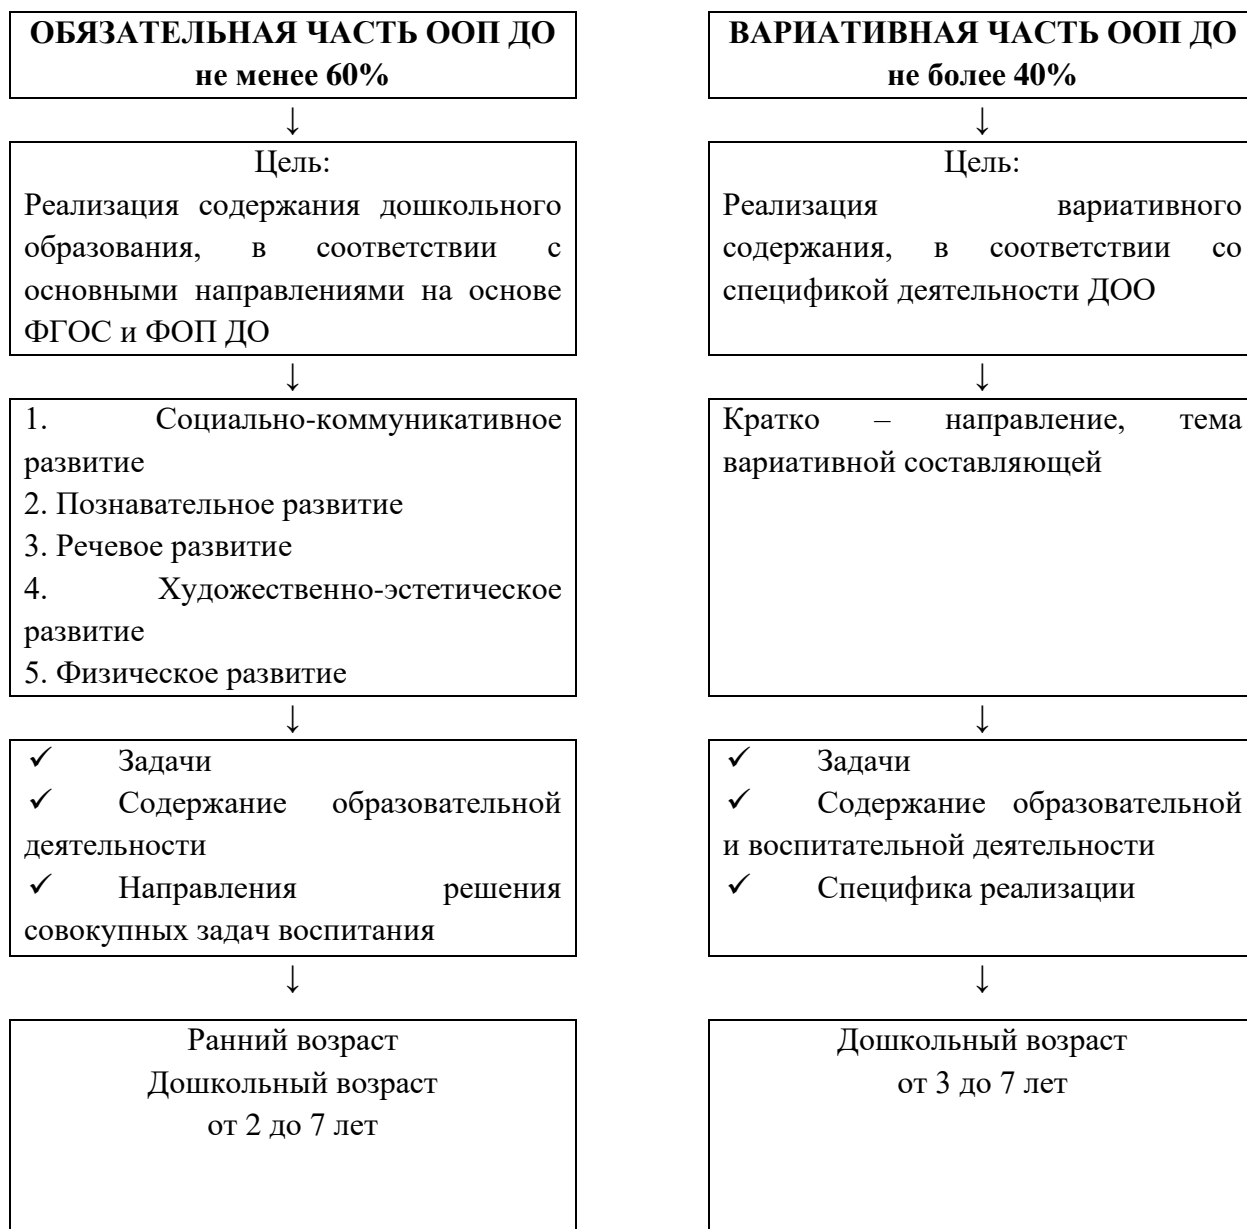 ОБЯЗАТЕЛЬНАЯ ЧАСТЬ ООП ДО
не менее 60%
↓
Цель:
Реализация содержания дошкольного
образования, в соответствии с
основными направлениями на основе
ФГОС и ФОП ДО
↓
1. Социально-коммуникативное
развитие
2. Познавательное развитие
3. Речевое развитие
4. Художественно-эстетическое
развитие
5. Физическое развитие
↓
✓ Задачи
✓ Содержание образовательной
деятельности
✓ Направления решения
совокупных задач воспитания
↓
Ранний возраст
Дошкольный возраст
от 2 до 7 лет
ВАРИАТИВНАЯ ЧАСТЬ ООП ДО
не более 40%
↓
Цель:
Реализация вариативного
содержания, в соответствии со
спецификой деятельности ДОО
↓
Кратко – направление, тема
вариативной составляющей
↓
✓ Задачи
✓ Содержание образовательной
и воспитательной деятельности
✓ Специфика реализации
↓
Дошкольный возраст
от 3 до 7 лет